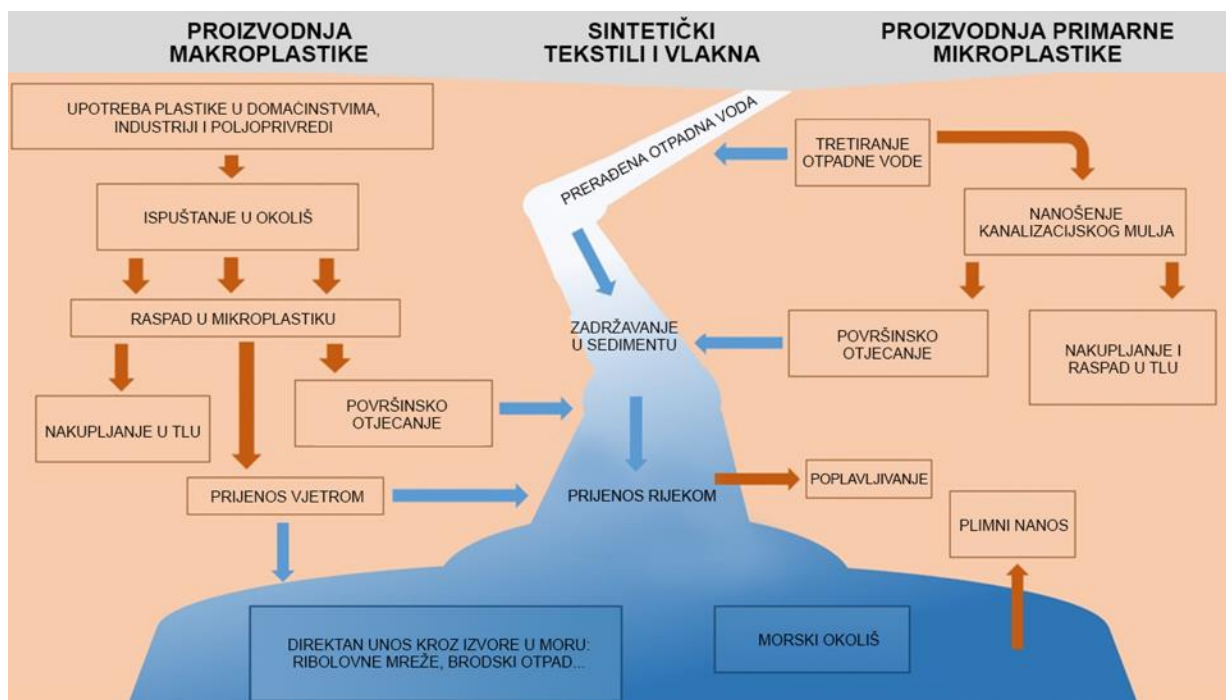 PROIZVODNJA
MAKROPLASTIKE
SINTETIČKI
TEKSTILI I VLAKNA
PROIZVODNJA PRIMARNE
MIKROPLASTIKE
UPOTREBA PLASTIKE U DOMAĆINSTVIMA,
INDUSTRIJI I POLJOPRIVREDI
PRERAĐENA OTPADNA VODA
TRETIRANJE
OTPADNE VODE
ISPUŠTANJE U OKOLIŠ
NANOŠENJE
KANALIZACIJSKOG MULJA
RASPAD U MIKROPLASTIKU
ZADRŽAVANJE
U SEDIMENTU
POVRŠINSKO
OTJECANJE
NAKUPLJANJE I
RASPAD U TLU
NAKUPLJANJE U TLU
POVRŠINSKO
OTJECANJE
PRIJENOS VJETROM
PRIJENOS RIJEKOM
POPLAVLJIVANJE
PLIMNI NANOS
DIREKTAN UNOS KROZ IZVORE U MORU:
RIBOLOVNE MREŽE, BRODSKI OTPAD...
MORSKI OKOLIŠ